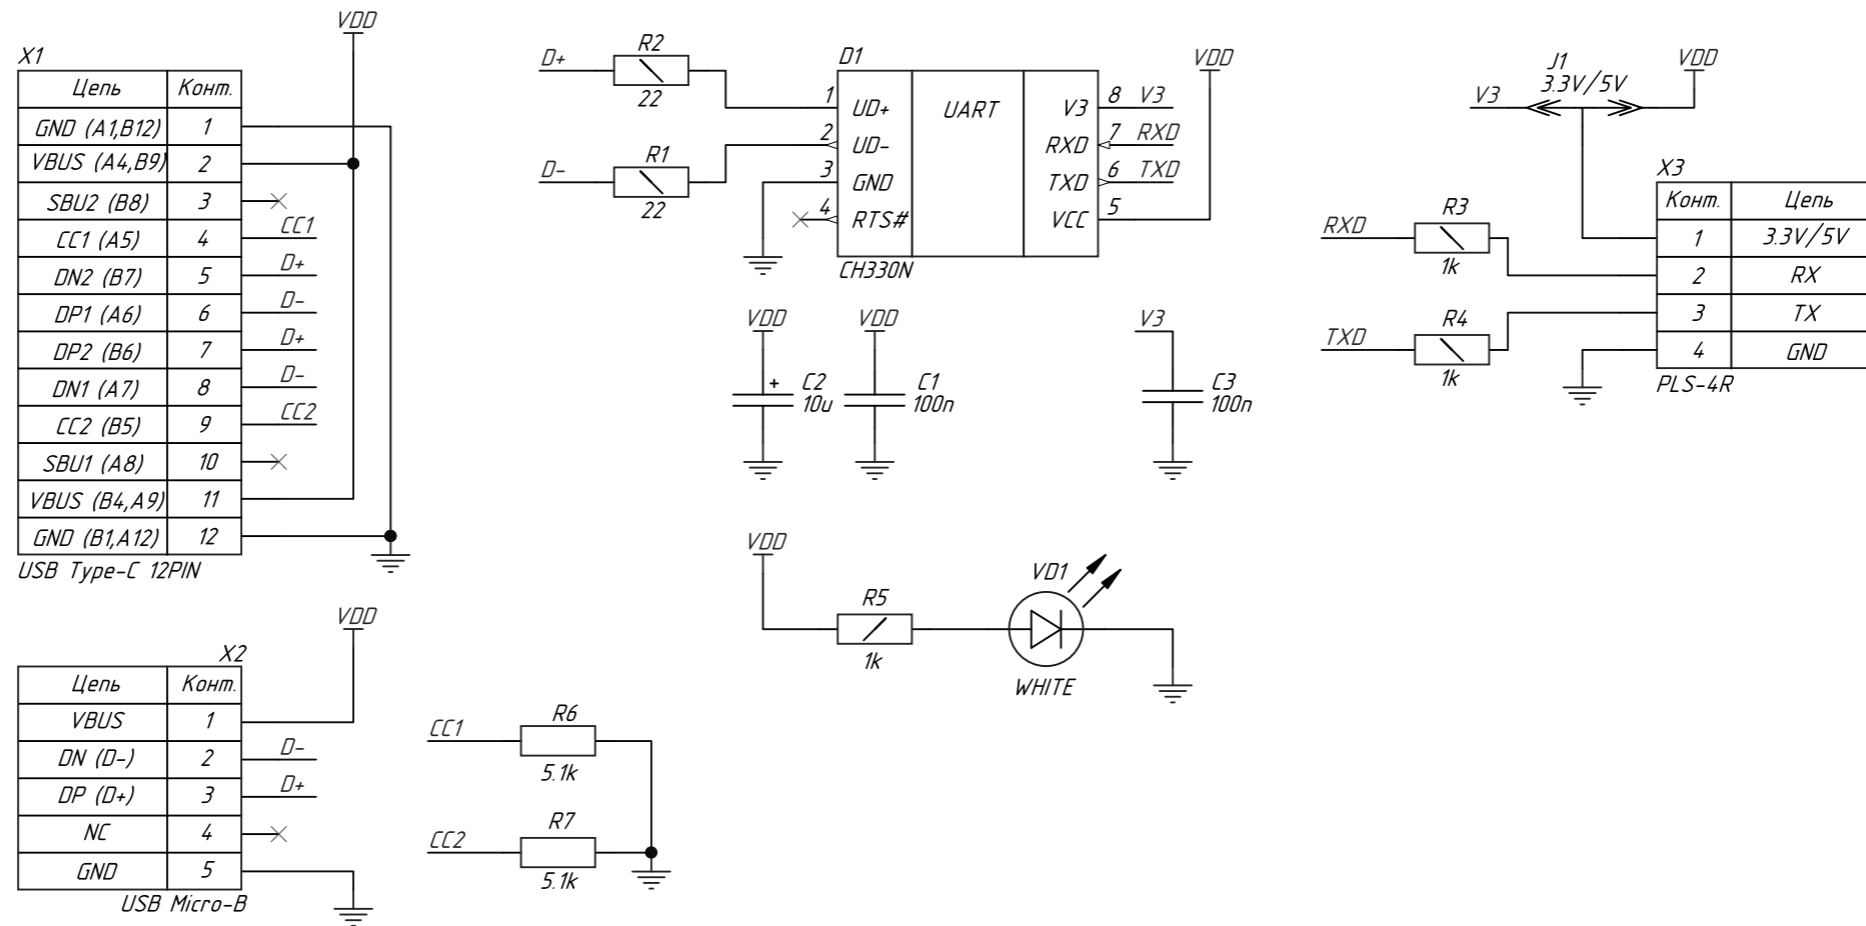 VDD
X1
Цепь Конт.
GND (A1,B12) 1
VBUS (A4,B9) 2
SBU2 (B8) 3
CC1 (A5) 4 CC1
DN2 (B7) 5 D+
DP1 (A6) 6 D-
DP2 (B6) 7 D+
DN1 (A7) 8 D-
CC2 (B5) 9 CC2
SBU1 (A8) 10
VBUS (B4,A9) 11
GND (B1,A12) 12
USB Type-C 12PIN
VDD
X2
Цепь Конт.
VBUS 1
DN (D-) 2 D-
DP (D+) 3 D+
NC 4
GND 5
USB Micro-B
D+ R2
22
D- R1
22
D1
UART
1 UD+
2 UD-
3 GND
4 RTS#
V3 8 V3
RXD 7 RXD
TXD 6 TXD
VCC 5
VDD
CH330N
VDD
+ C2
10u
VDD
C1
100n
V3
C3
100n
VDD
R5
1k
VD1
WHITE
CC1 R6
5.1k
CC2 R7
5.1k
J1
3.3V/5V
V3
VDD
X3
Конт. Цепь
1 3.3V/5V
2 RX
3 TX
4 GND
PLS-4R
RXD R3
1k
TXD R4
1k